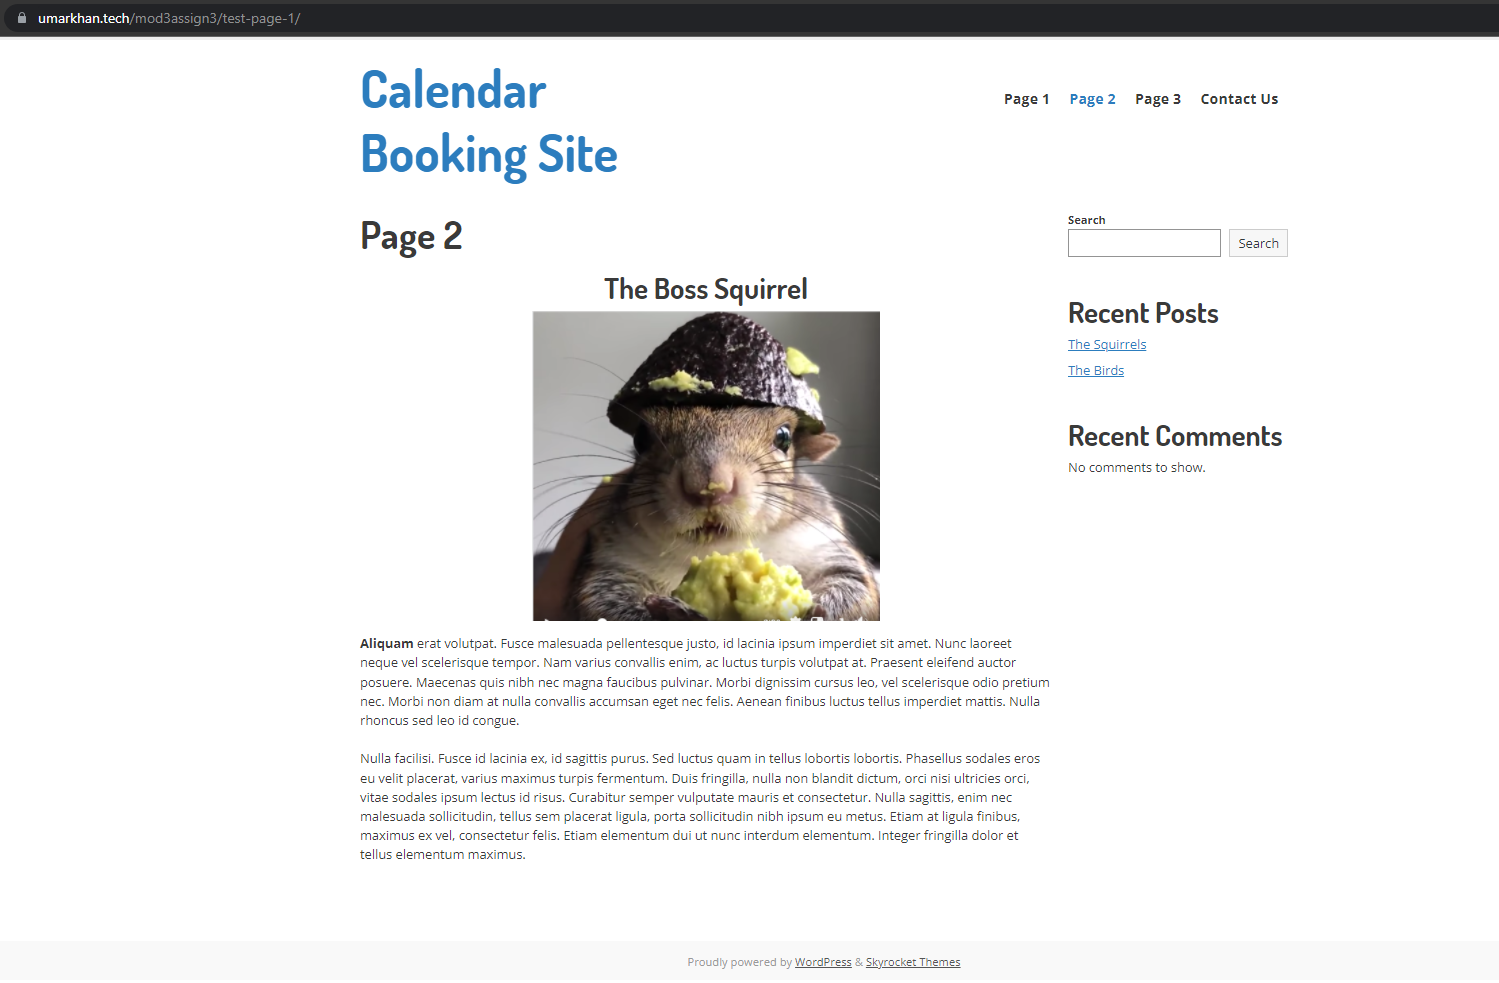 umarkhan.tech/mod3assign3/test-page-1/
Calendar
Booking Site
Page 1 Page 2 Page 3 Contact Us
Page 2
The Boss Squirrel
Aliquam erat volutpat. Fusce malesuada pellentesque justo, id lacinia ipsum imperdiet sit amet. Nunc laoreet
neque vel scelerisque tempor. Nam varius convallis enim, ac luctus turpis volutpat at. Praesent eleifend auctor
posuere. Maecenas quis nibh nec magna faucibus pulvinar. Morbi dignissim cursus leo, vel scelerisque odio pretium
nec. Morbi non diam at nulla convallis accumsan eget nec felis. Aenean finibus luctus tellus imperdiet mattis. Nulla
rhoncus sed leo id congue.
Nulla facilisi. Fusce id lacinia ex, id sagittis purus. Sed luctus quam in tellus lobortis lobortis. Phasellus sodales eros
eu velit placerat, varius maximus turpis fermentum. Duis fringilla, nulla non blandit dictum, orci nisi ultricies orci,
vitae sodales ipsum lectus id risus. Curabitur semper vulputate mauris et consectetur. Nulla sagittis, enim nec
malesuada sollicitudin, tellus sem placerat ligula, porta sollicitudin nibh ipsum eu metus. Etiam at ligula finibus,
maximus ex vel, consectetur felis. Etiam elementum dui ut nunc interdum elementum. Integer fringilla dolor et
tellus elementum maximus.
Search
Search
Recent Posts
The Squirrels
The Birds
Recent Comments
No comments to show.
Proudly powered by WordPress & Skyrocket Themes